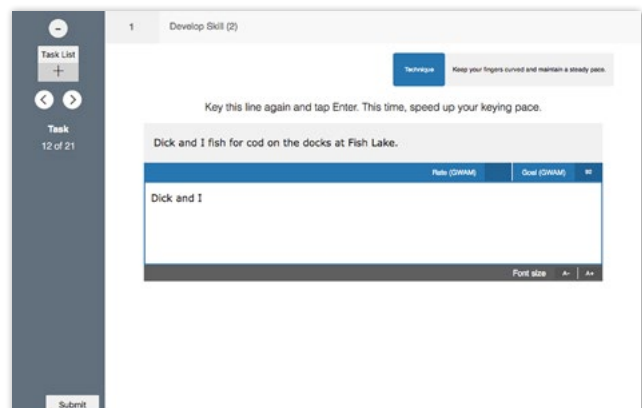 1 Develop Skill (2)
Task List
Task
12 of 21
Technique Keep your fingers curved and maintain a steady pace.
Key this line again and tap Enter. This time, speed up your keying pace.
Dick and I fish for cod on the docks at Fish Lake.
Rate (GWAM) Goal (GWAM)
Dick and I
Font size A- A+
Submit